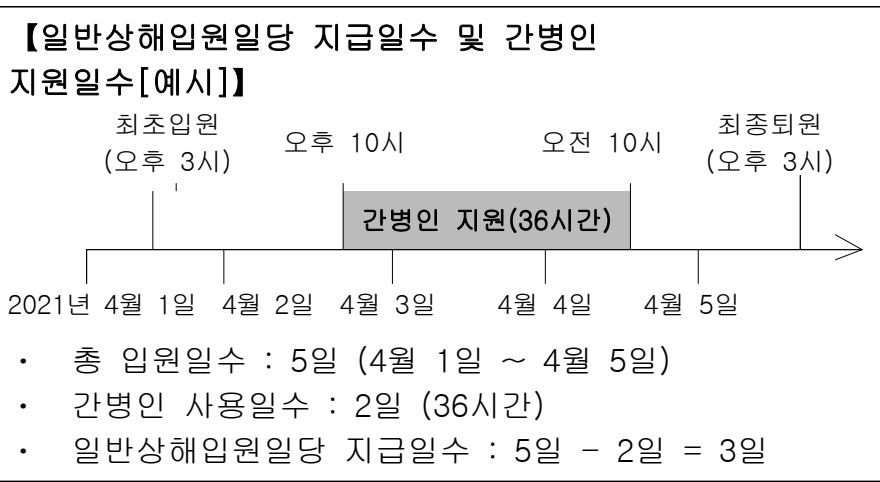 【일반상해입원일당 지급일수 및 간병인
지원일수[예시]】
최초입원
(오후 3시)
오후 10시
오전 10시
최종퇴원
(오후 3시)
간병인 지원(36시간)
2021년 4월 1일 4월 2일 4월 3일 4월 4일 4월 5일
· 총 입원일수 : 5일 (4월 1일 ~ 4월 5일)
· 간병인 사용일수 : 2일 (36시간)
· 일반상해입원일당 지급일수 : 5일 - 2일 = 3일